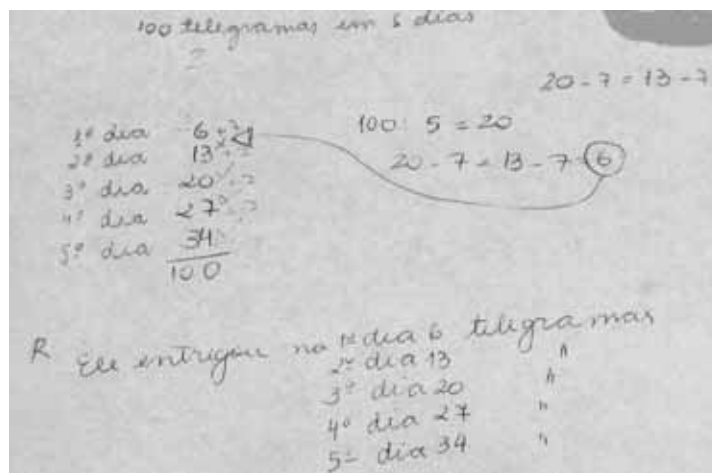 100 telegramas em 5 dias
20 - 7 = 13 - 7
100 : 5 = 20
20 - 7 = 13 - 7 = 6
1º dia 6
2º dia 13
3º dia 20
4º dia 27
5º dia 34
100
R Ele entregou no 1º dia 6 telegramas
2º dia 13 "
3º dia 20 "
4º dia 27 "
5º dia 34 "